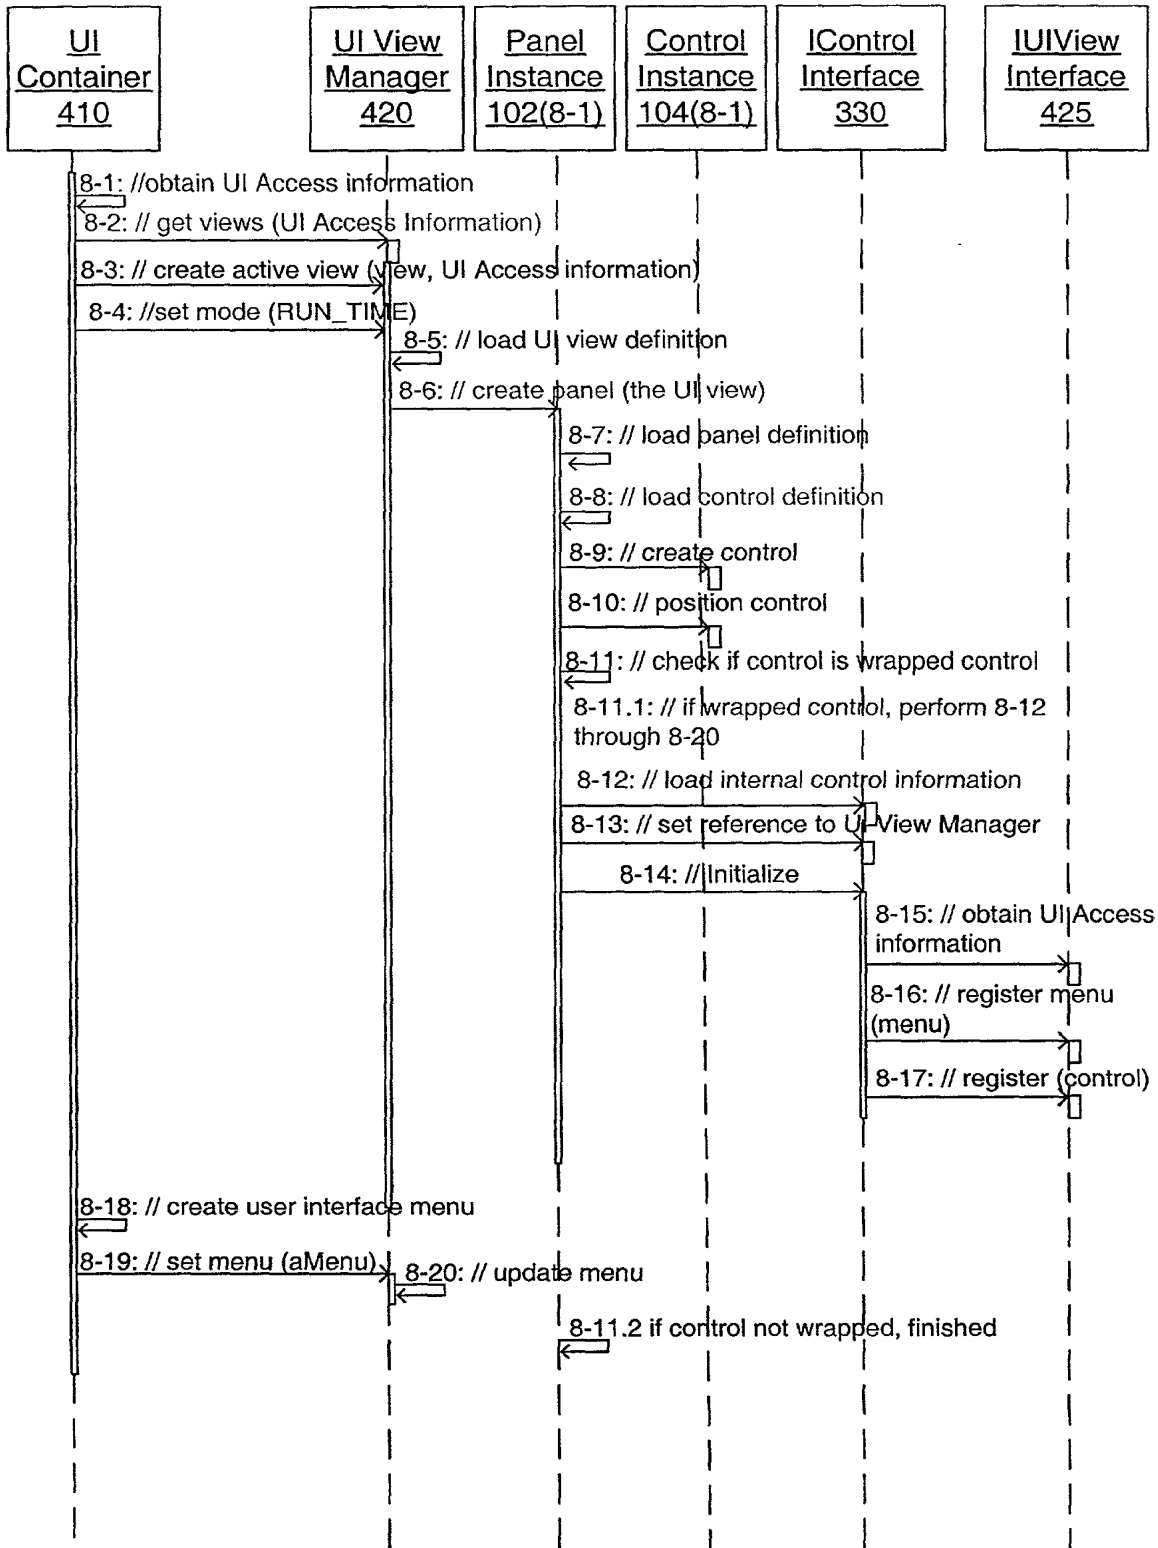 UI
Container
410
UI View
Manager
420
Panel
Instance
102(8-1)
Control
Instance
104(8-1)
IControl
Interface
330
IUIView
Interface
425
8-1: //obtain UI Access information
8-2: // get views (UI Access Information)
8-3: // create active view (view, UI Access information)
8-4: //set mode (RUN_TIME)
8-5: // load UI view definition
8-6: // create panel (the UI view)
8-7: // load panel definition
8-8: // load control definition
8-9: // create control
8-10: // position control
8-11: // check if control is wrapped control
8-11.1: // if wrapped control, perform 8-12
through 8-20
8-12: // load internal control information
8-13: // set reference to UI View Manager
8-14: // Initialize
8-15: // obtain UI Access
information
8-16: // register menu
(menu)
8-17: // register (control)
8-18: // create user interface menu
8-19: // set menu (aMenu)
8-20: // update menu
8-11.2 if control not wrapped, finished